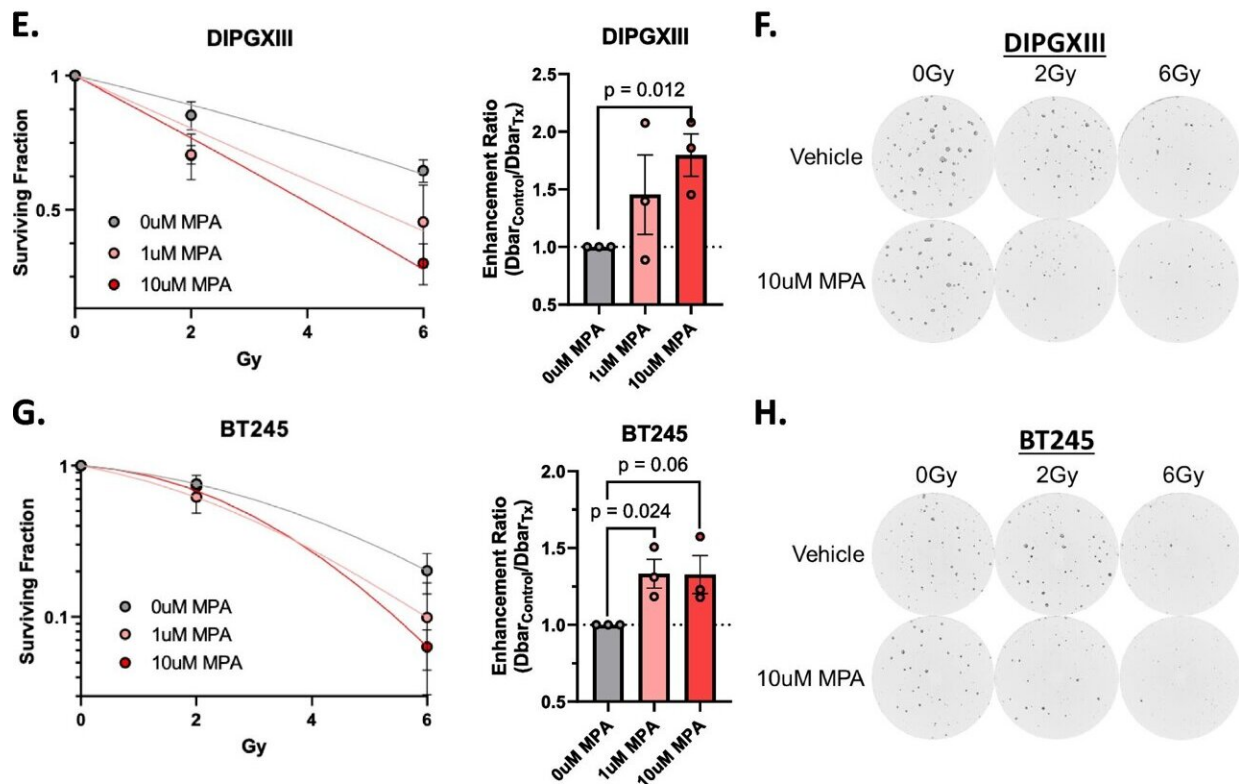 E.
DIPGXIII
Surviving Fraction
1
0.5
0uM MPA
1uM MPA
10uM MPA
0
2
4
6
Gy
DIPGXIII
Enhancement Ratio
(DbarControl/DbarTx)
2.5
2.0
1.5
1.0
0.5
p = 0.012
0uM MPA
1uM MPA
10uM MPA
F.
DIPGXIII
0Gy 2Gy 6Gy
Vehicle
10uM MPA
G.
BT245
Surviving Fraction
1
0.1
0uM MPA
1uM MPA
10uM MPA
0
2
4
6
Gy
BT245
Enhancement Ratio
(DbarControl/DbarTx)
2.0
1.5
1.0
0.5
p = 0.06
p = 0.024
0uM MPA
1uM MPA
10uM MPA
H.
BT245
0Gy 2Gy 6Gy
Vehicle
10uM MPA